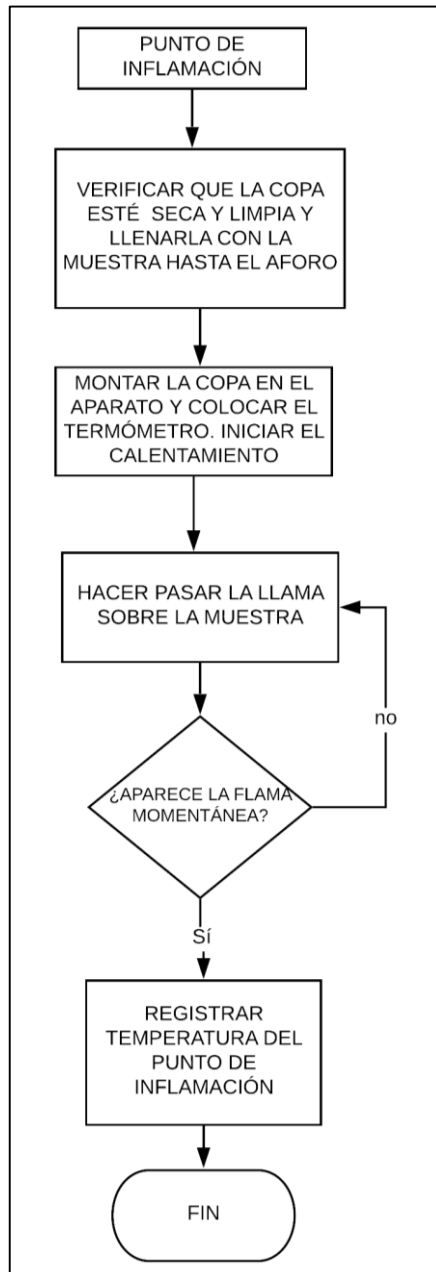 PUNTO DE
INFLAMACIÓN
VERIFICAR QUE LA COPA
ESTÉ SECA Y LIMPIA Y
LLENARLA CON LA
MUESTRA HASTA EL AFORO
MONTAR LA COPA EN EL
APARATO Y COLOCAR EL
TERMÓMETRO. INICIAR EL
CALENTAMIENTO
HACER PASAR LA LLAMA
SOBRE LA MUESTRA
no
¿APARECE LA FLAMA
MOMENTÁNEA?
Sí
REGISTRAR
TEMPERATURA DEL
PUNTO DE
INFLAMACIÓN
FIN